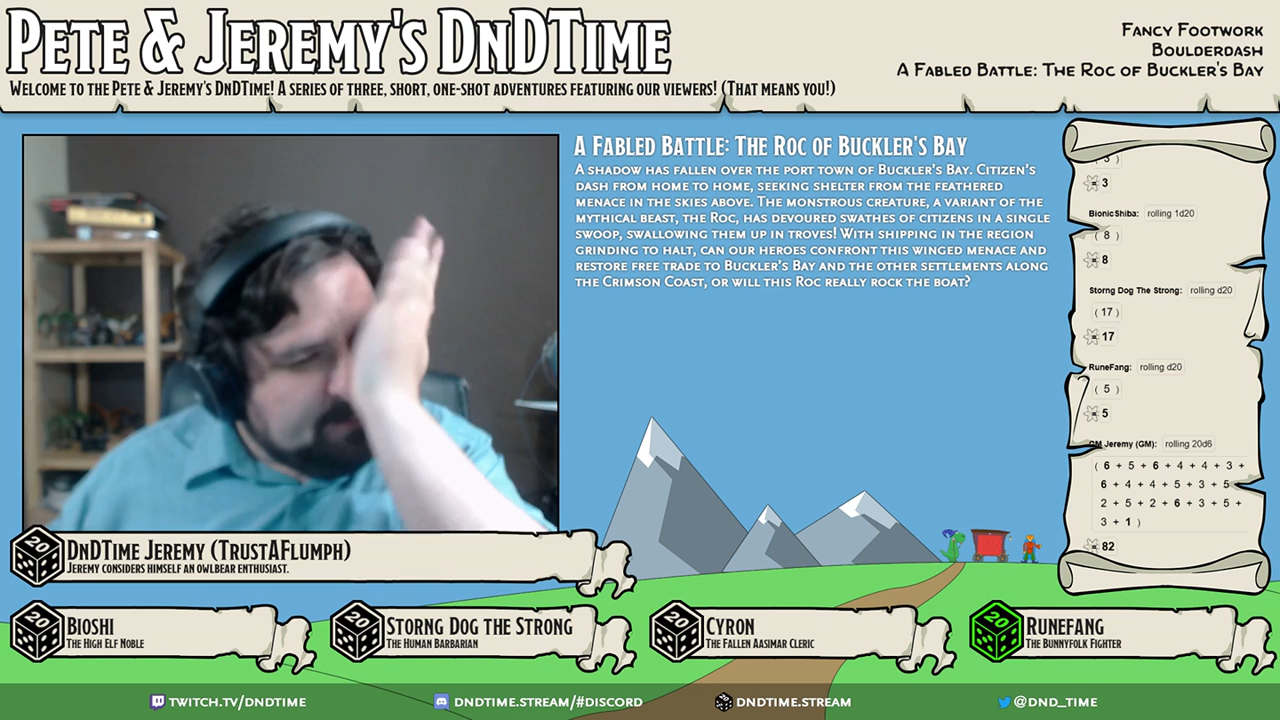 Pete & Jeremy's DnDTime
Welcome to the Pete & Jeremy's DnDTime! A series of three, short, one-shot adventures featuring our viewers! (That means you!)
Fancy Footwork
Boulderdash
A Fabled Battle: The Roc of Buckler's Bay
A Fabled Battle: The Roc of Buckler's Bay
A shadow has fallen over the port town of Buckler's Bay. Citizen's
dash from home to home, seeking shelter from the feathered
menace in the skies above. The monstrous creature, a variant of the
mythical beast, the Roc, has devoured swathes of citizens in a single
swoop, swallowing them up in troves! With shipping in the region
grinding to halt, can our heroes confront this winged menace and
restore free trade to Buckler's Bay and the other settlements along
the Crimson Coast, or will this Roc really rock the boat?
( 3 )
= 3
BionicShiba: rolling 1d20
( 8 )
= 8
Storng Dog The Strong: rolling d20
( 17 )
= 17
RuneFang: rolling d20
( 5 )
= 5
GM Jeremy (GM): rolling 20d6
( 6 + 5 + 6 + 4 + 4 + 3 +
6 + 4 + 4 + 5 + 3 + 5
2 + 5 + 2 + 6 + 3 + 5 +
3 + 1 )
= 82
20
DnDTime Jeremy (TrustAFlumph)
Jeremy considers himself an owlbear enthusiast.
20
Bioshi
The High Elf Noble
20
Storng Dog the Strong
The Human Barbarian
20
Cyron
The Fallen Aasimar Cleric
20
Runefang
The Bunnyfolk Fighter
twitch.tv/dndtime
dndtime.stream/#discord
dndtime.stream
@dnd_time